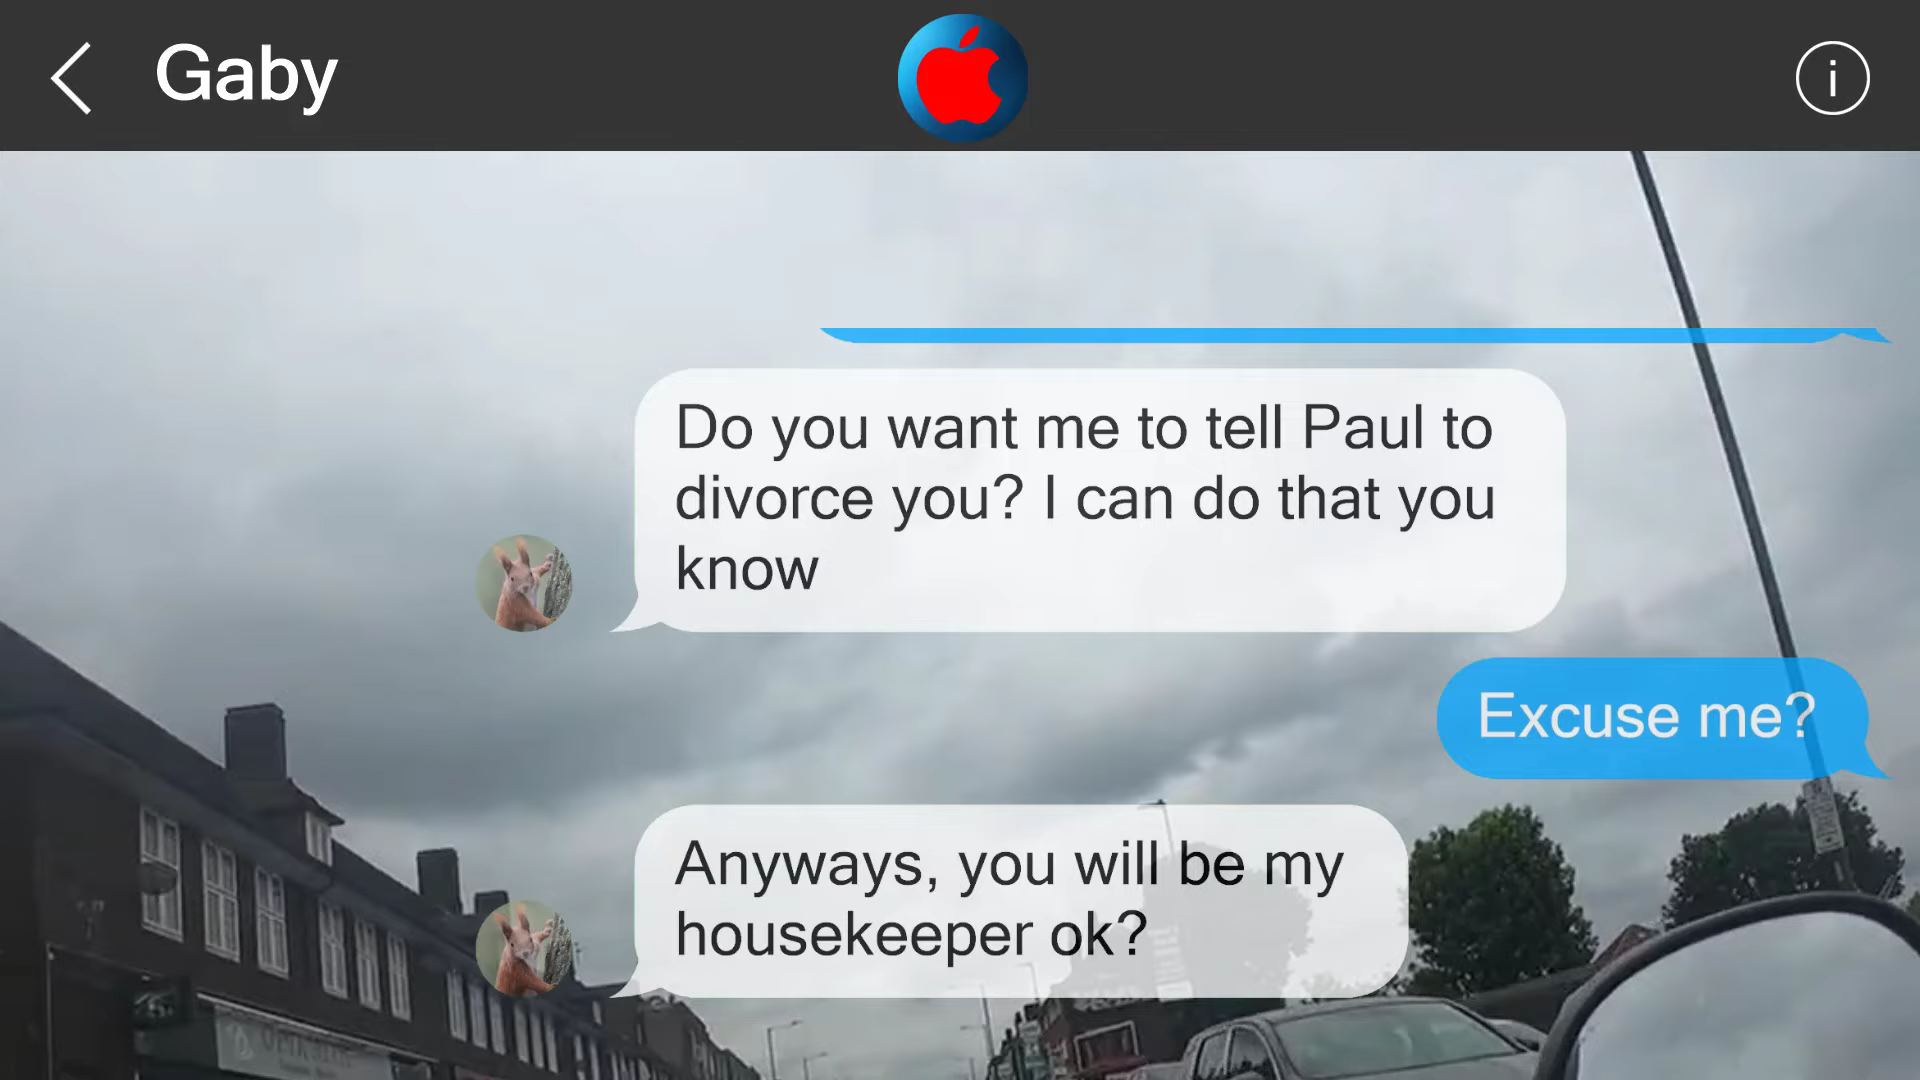 Gaby
i
Do you want me to tell Paul to
divorce you? I can do that you
know
Excuse me?
Anyways, you will be my
housekeeper ok?